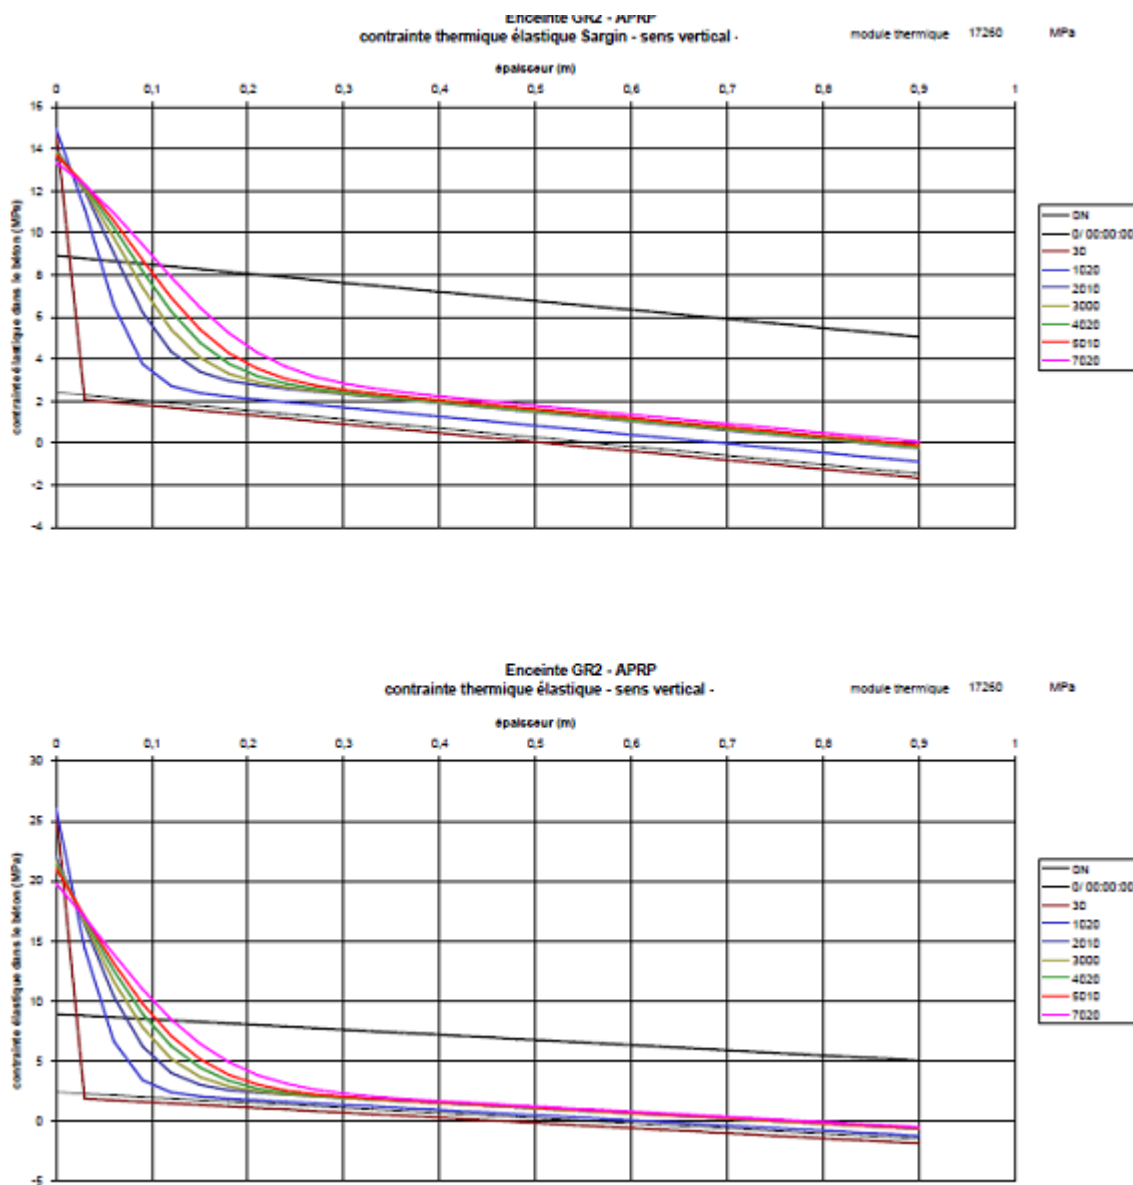 Enceinte GR2 - APRP
contrainte thermique élastique Sargin - sens vertical -
module thermique 17260 MPa
épaisseur (m)
0 0,1 0,2 0,3 0,4 0,5 0,6 0,7 0,8 0,9 1
contrainte élastique dans le béton (MPa)
16
14
12
10
8
6
4
2
0
-2
-4
DN
0/ 00:00:00
30
1020
2010
3000
4020
5010
7020
Enceinte GR2 - APRP
contrainte thermique élastique - sens vertical -
module thermique 17260 MPa
épaisseur (m)
0 0,1 0,2 0,3 0,4 0,5 0,6 0,7 0,8 0,9 1
contrainte élastique dans le béton (MPa)
30
25
20
15
10
5
0
-5
DN
0/ 00:00:00
30
1020
2010
3000
4020
5010
7020